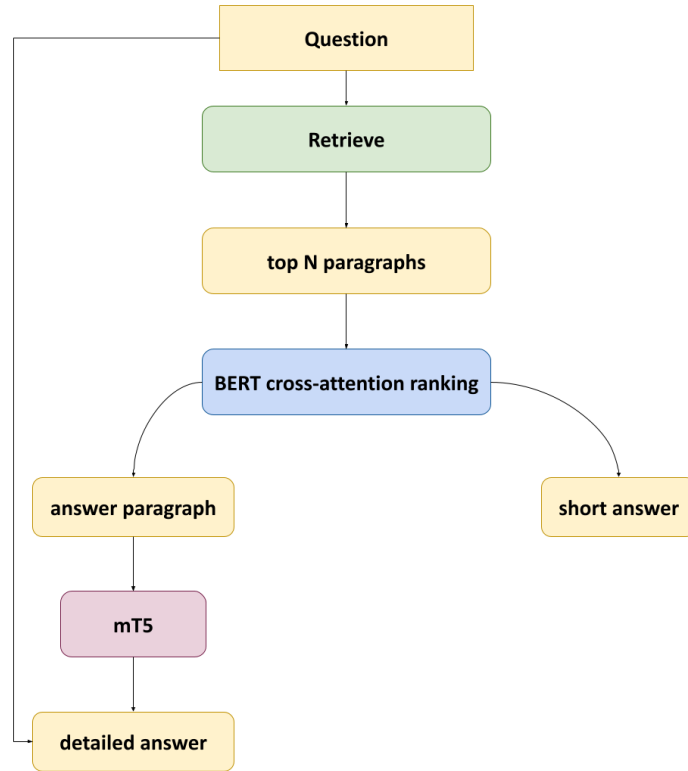 Question
Retrieve
top N paragraphs
BERT cross-attention ranking
answer paragraph
short answer
mT5
detailed answer